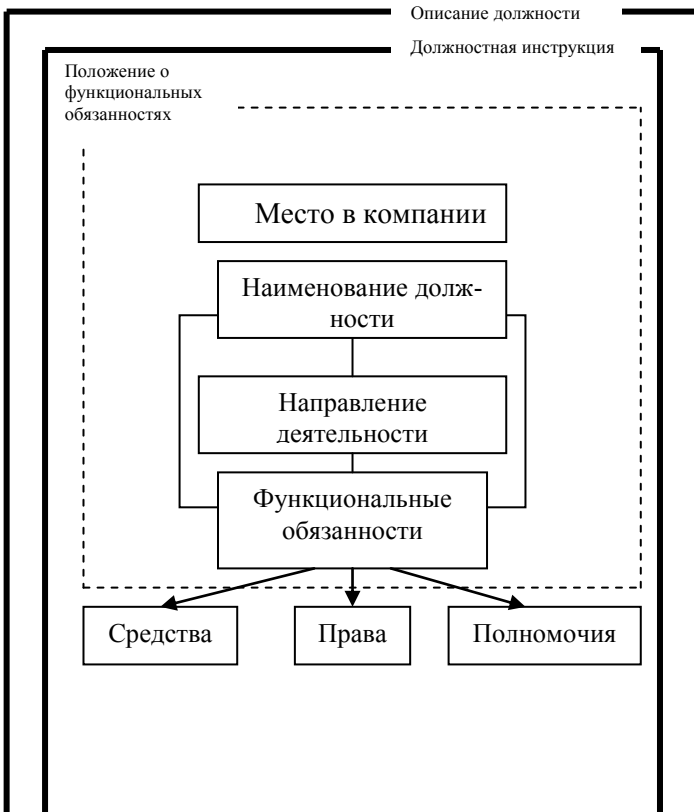 Описание должности
Должностная инструкция
Положение о
функциональных
обязанностях
Место в компании
Наименование долж-
ности
Направление
деятельности
Функциональные
обязанности
Средства
Права
Полномочия